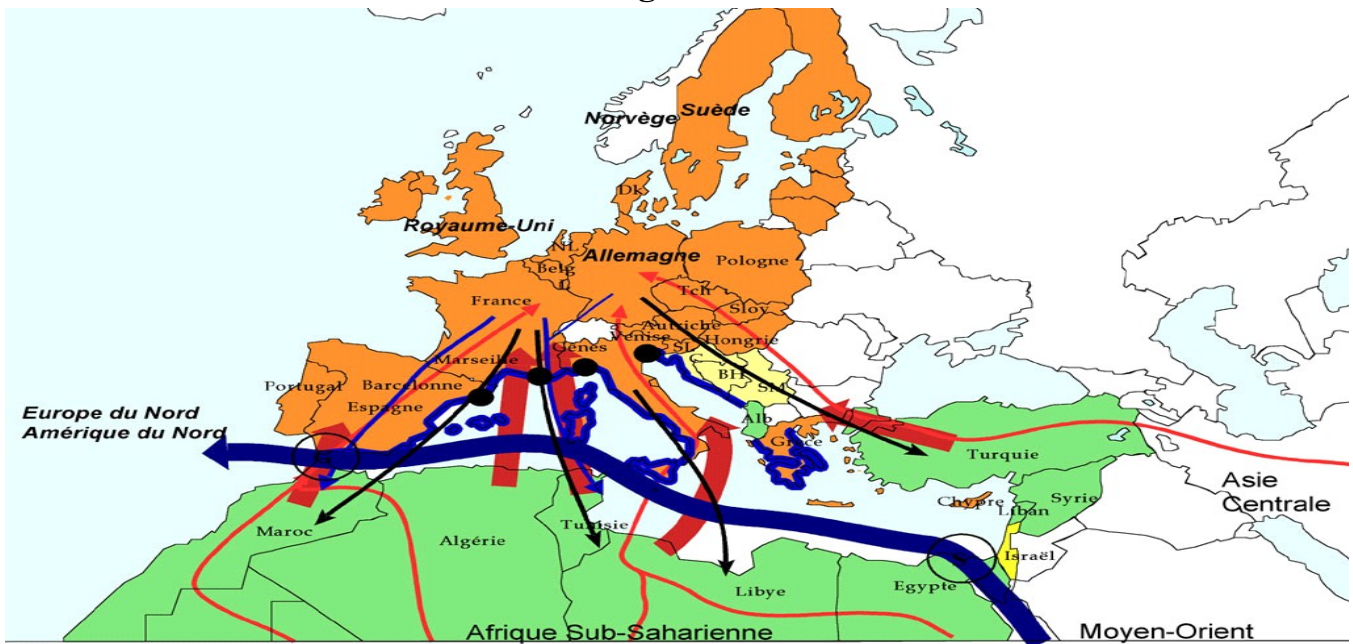 Norvège
Suède
Dk
Royaume-Uni
NL
Allemagne
Pologne
Belg
L
Tch
France
Slov
Autriche
Venise
Hongrie
Gênes
SL
C
Marseille
BH
SM
Portugal
Barcelonne
Espagne
Alb
Europe du Nord
Amérique du Nord
Grèce
Turquie
Asie
Centrale
Chypre
Syrie
Liban
Maroc
Algérie
Tunisie
Israël
Libye
Egypte
Afrique Sub-Saharienne
Moyen-Orient